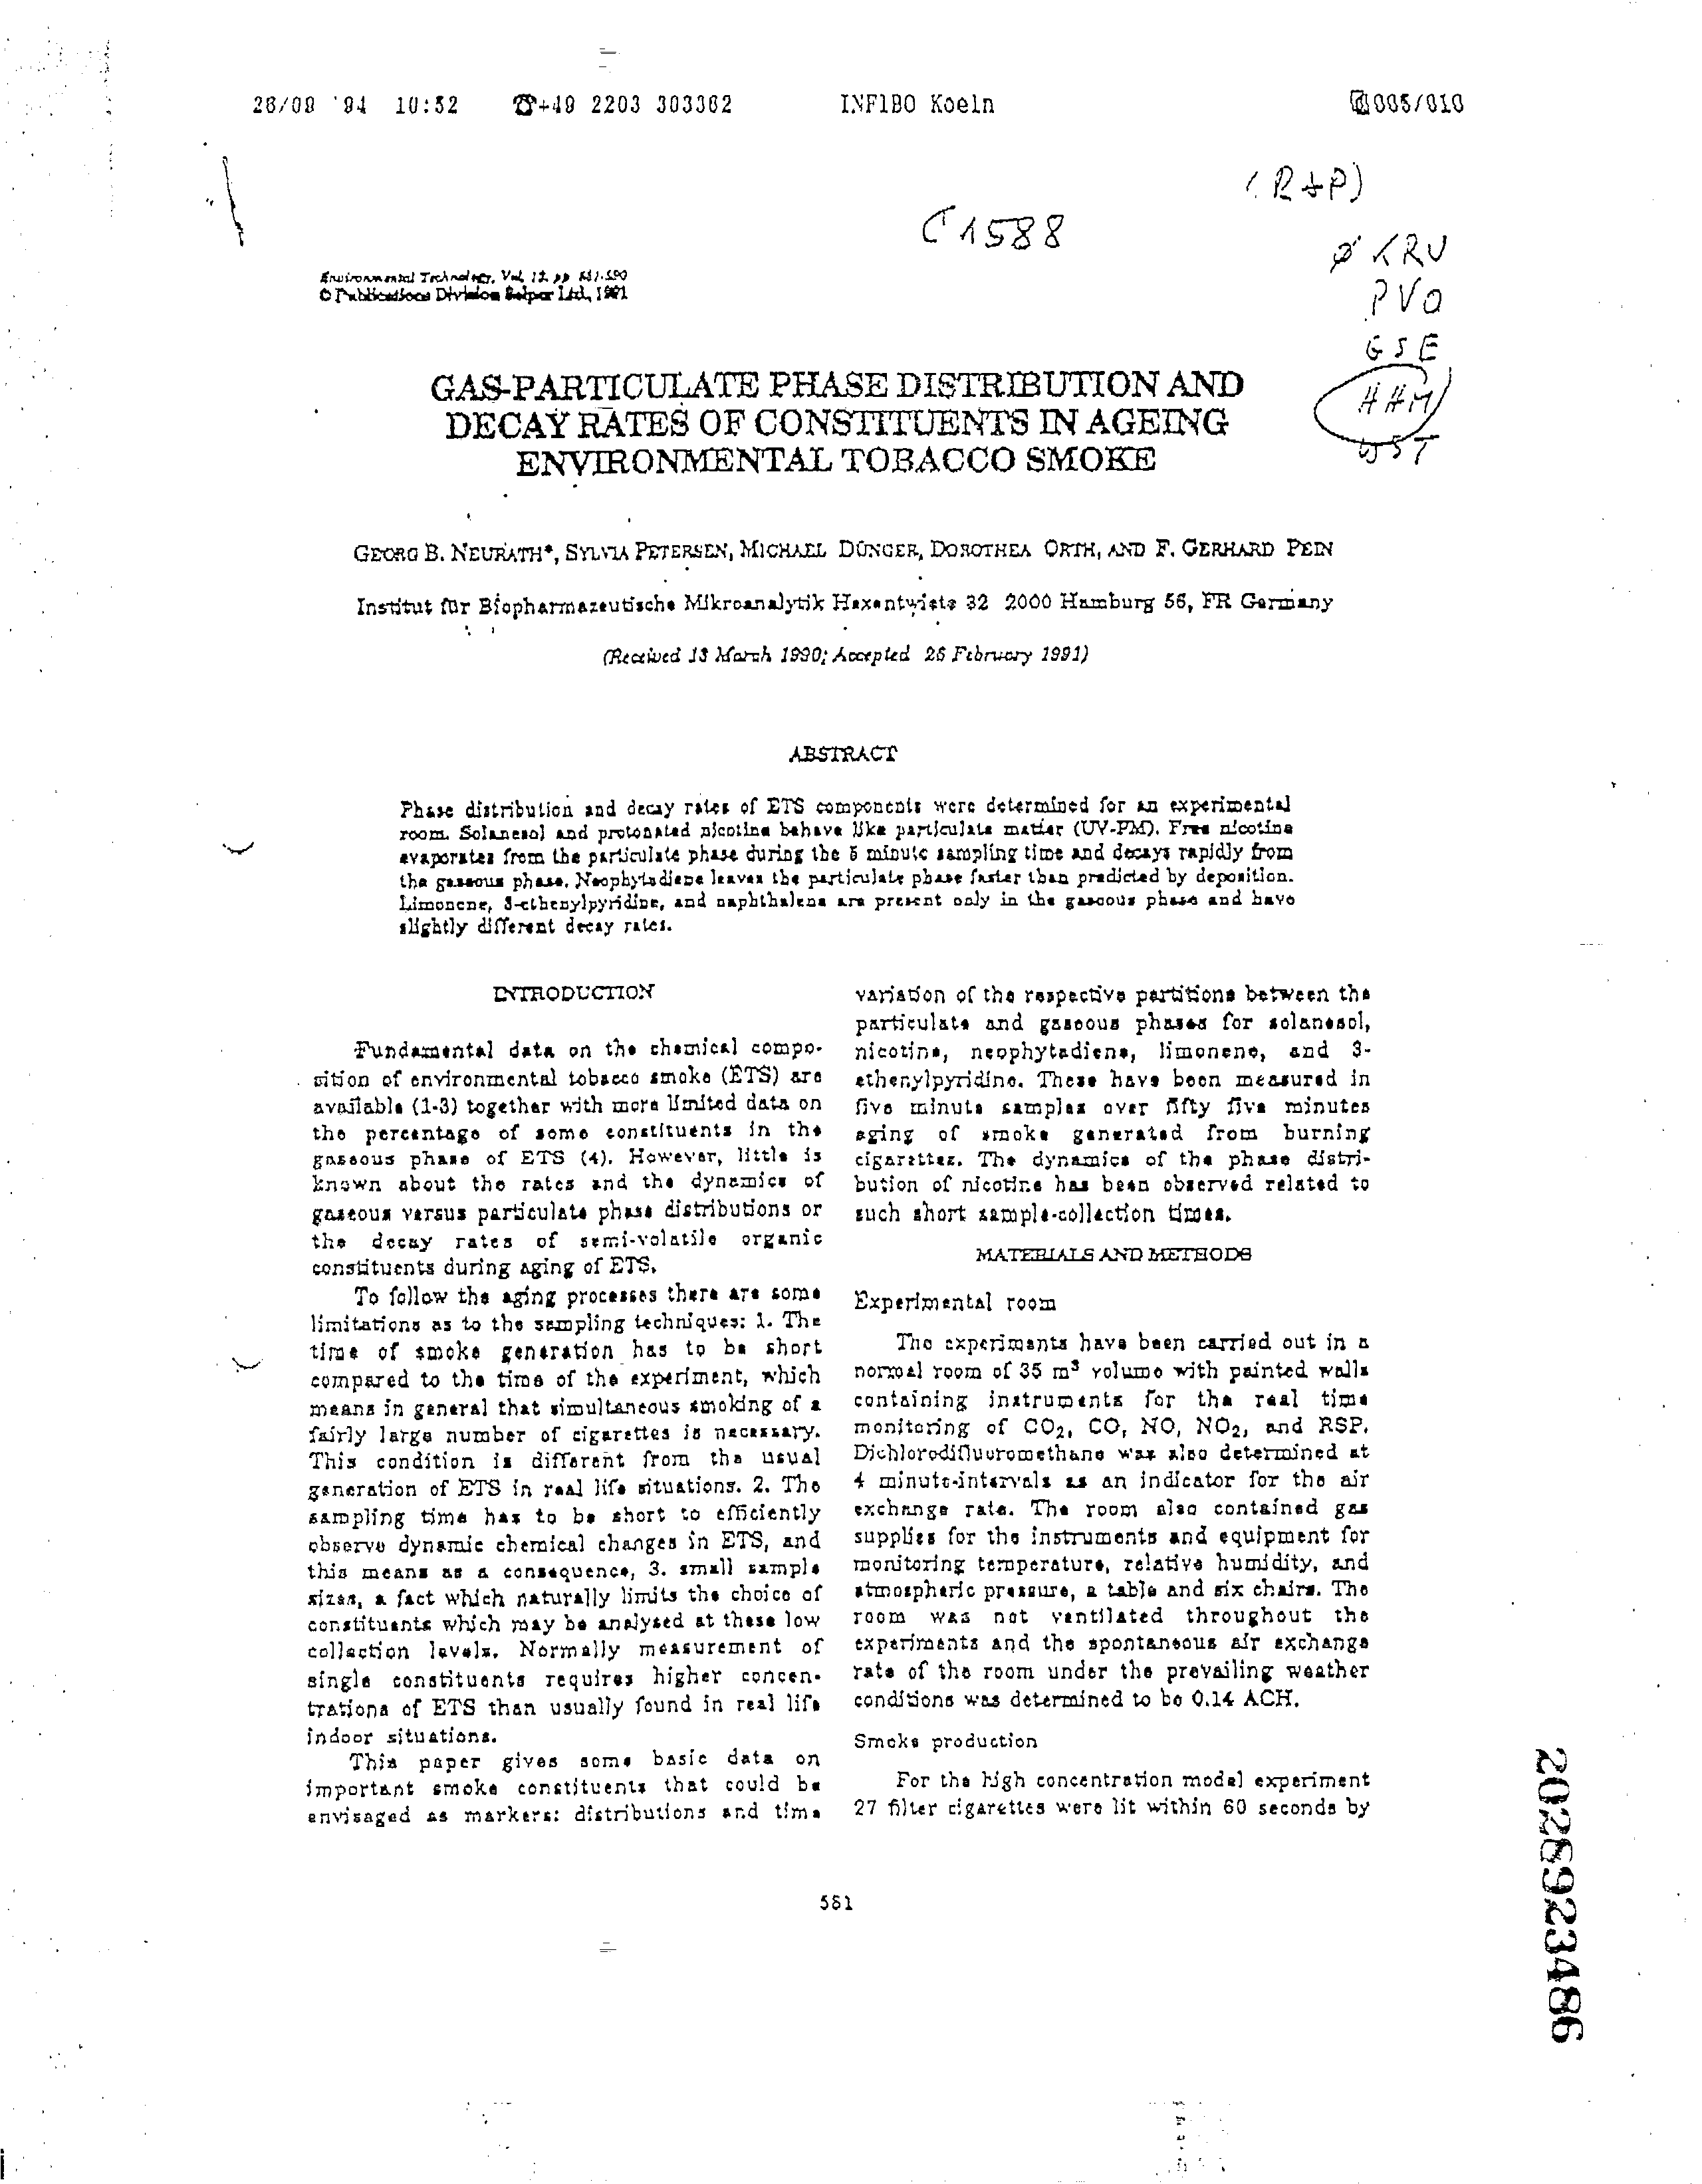 28/09 '94 10:52 ☎+49 2203 303362 INFIBO Koeln 005/010
(R+P)
C1588
KRU
PVO
GSE
HHM
WST
Environmental Technology, Vol. 12. pp 581-590
© Publications Division Selper Ltd., 1991
GAS-PARTICULATE PHASE DISTRIBUTION AND
DECAY RATES OF CONSTITUENTS IN AGEING
ENVIRONMENTAL TOBACCO SMOKE
GEORG B. NEURATH*, SYLVIA PETERSEN, MICHAEL DÜNGER, DOROTHEA ORTH, AND F. GERHARD PEIN
Institut für Biopharmazeutische Mikroanalytik Hexentwiete 32 2000 Hamburg 56, FR Germany
(Received 13 March 1990; Accepted 26 February 1991)
ABSTRACT
Phase distribution and decay rates of ETS components were determined for an experimental
room. Solanesol and protonated nicotine behave like particulate matter (UV-PM). Free nicotine
evaporates from the particulate phase during the 5 minute sampling time and decays rapidly from
the gaseous phase. Neophytadiene leaves the particulate phase faster than predicted by deposition.
Limonene, 3-ethenylpyridine, and naphthalene are present only in the gaseous phase and have
slightly different decay rates.
INTRODUCTION
Fundamental data on the chemical compo-
sition of environmental tobacco smoke (ETS) are
available (1-3) together with more limited data on
the percentage of some constituents in the
gaseous phase of ETS (4). However, little is
known about the rates and the dynamics of
gaseous versus particulate phase distributions or
the decay rates of semi-volatile organic
constituents during aging of ETS.
To follow the aging processes there are some
limitations as to the sampling techniques: 1. The
time of smoke generation has to be short
compared to the time of the experiment, which
means in general that simultaneous smoking of a
fairly large number of cigarettes is necessary.
This condition is different from the usual
generation of ETS in real life situations. 2. The
sampling time has to be short to efficiently
observe dynamic chemical changes in ETS, and
this means as a consequence, 3. small sample
sizes, a fact which naturally limits the choice of
constituents which may be analysed at these low
collection levels. Normally measurement of
single constituents requires higher concen-
trations of ETS than usually found in real life
indoor situations.
This paper gives some basic data on
important smoke constituents that could be
envisaged as markers: distributions and time
variation of the respective partitions between the
particulate and gaseous phases for solanesol,
nicotine, neophytadiene, limonene, and 3-
ethenylpyridine. These have been measured in
five minute samples over fifty five minutes
aging of smoke generated from burning
cigarettes. The dynamics of the phase distri-
bution of nicotine has been observed related to
such short sample-collection times.
MATERIALS AND METHODS
Experimental room
The experiments have been carried out in a
normal room of 35 m³ volume with painted walls
containing instruments for the real time
monitoring of CO₂, CO, NO, NO₂, and RSP.
Dichlorodifluoromethane was also determined at
4 minute-intervals as an indicator for the air
exchange rate. The room also contained gas
supplies for the instruments and equipment for
monitoring temperature, relative humidity, and
atmospheric pressure, a table and six chairs. The
room was not ventilated throughout the
experiments and the spontaneous air exchange
rate of the room under the prevailing weather
conditions was determined to be 0.14 ACH.
Smoke production
For the high concentration model experiment
27 filter cigarettes were lit within 60 seconds by
581
2028923486